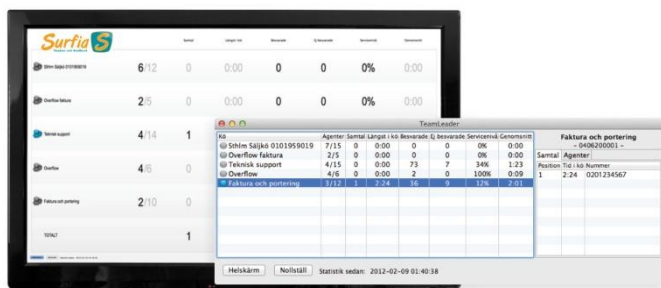 Surfia S
Samtal Längst i kö Besvarade Ej besvarade Servicenivå Genomsnitt
Sthlm Säljkö 0101959019 6/12 0 0:00 0 0 0% 0:00
Overflow faktura 2/5 0 0:00 0 0 0% 0:00
Teknisk support 4/14 1
Overflow 4/6 0
Faktura och portering 2/10 0
TOTALT 1
TeamLeader
Kö Agenter Samtal Längst i kö Besvarade Ej besvarade Servicenivå Genomsnitt
Sthlm Säljkö 0101959019 7/15 0 0:00 0 0 0% 0:00
Overflow faktura 2/5 0 0:00 0 0 0% 0:00
Teknisk support 4/15 0 0:00 73 7 34% 1:23
Overflow 4/6 0 0:00 2 0 100% 0:09
Faktura och portering 3/12 1 2:24 36 9 12% 2:01
Faktura och portering
- 0406200001 -
Samtal Agenter
Position Tid i kö Nummer
1 2:24 0201234567
Helskärm Nollställ Statistik sedan: 2012-02-09 01:40:38